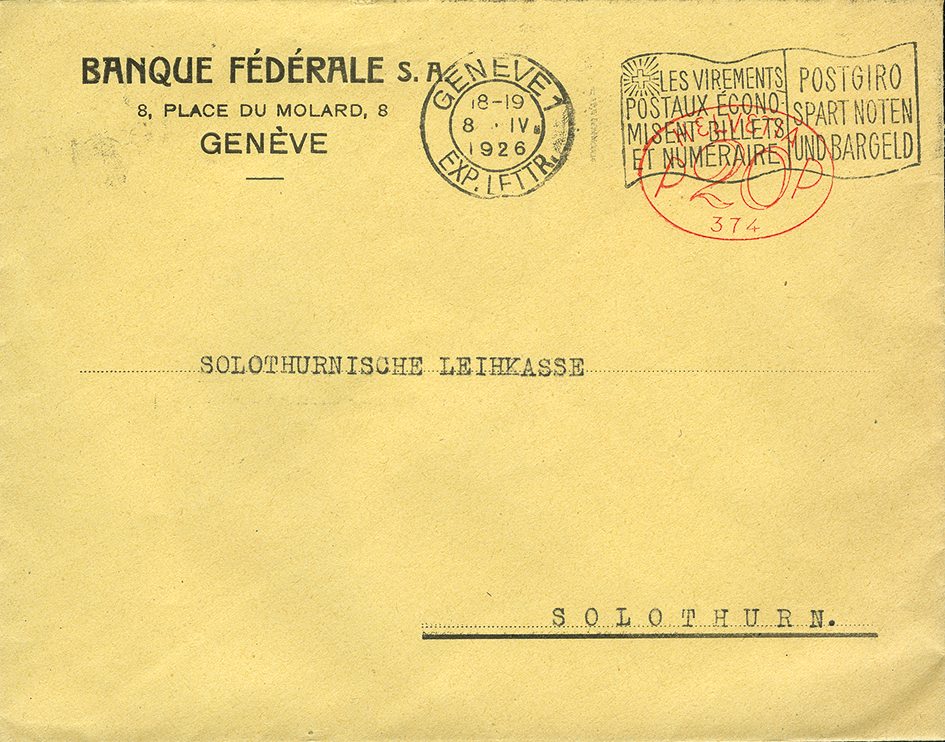 BANQUE FÉDÉRALE S. A.
8, PLACE DU MOLARD, 8
GENÈVE
GENÈVE 1
18-19
8 · IV.
1926
EXP. LETTR.
LES VIREMENTS
POSTAUX ÉCONO-
MISENT BILLETS
ET NUMÉRAIRE
POSTGIRO
SPART NOTEN
UND BARGELD
HELVETIA
P 20 P
374
SOLOTHURNISCHE LEIHKASSE
SOLOTHURN.